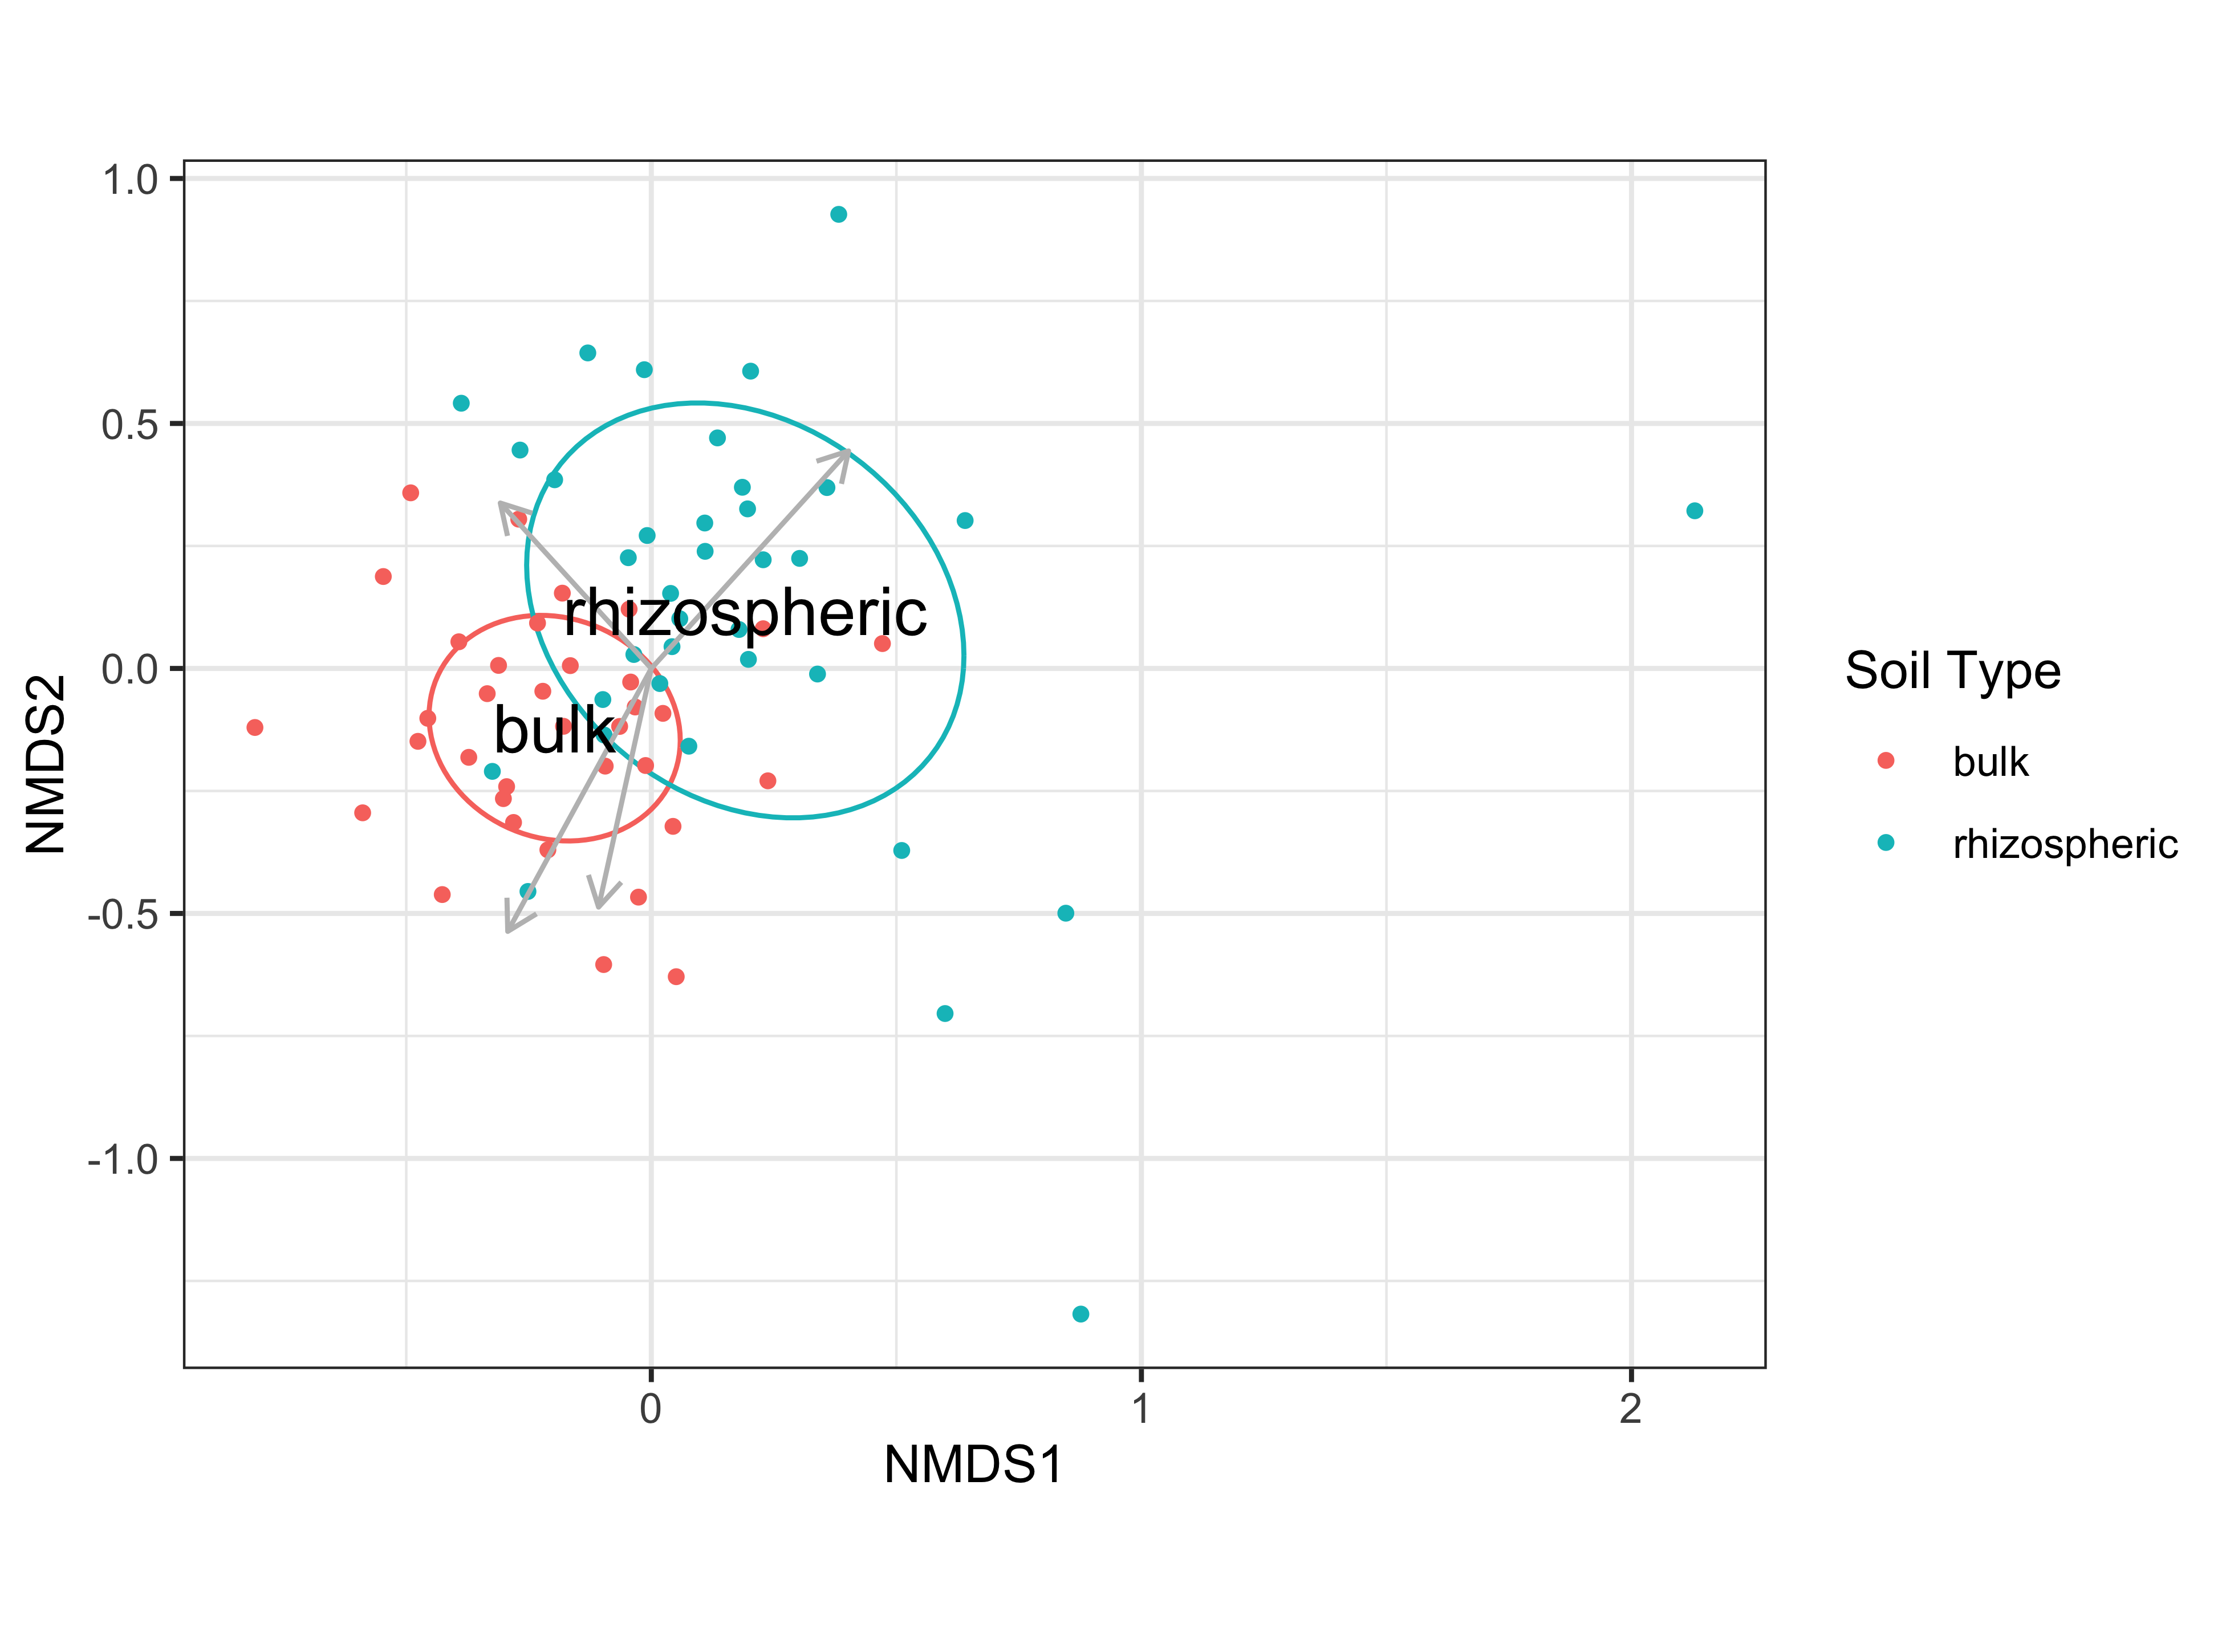 1.0
0.5
0.0
-0.5
-1.0
NMDS2
rhizospheric
bulk
0
1
2
NMDS1
Soil Type
bulk
rhizospheric